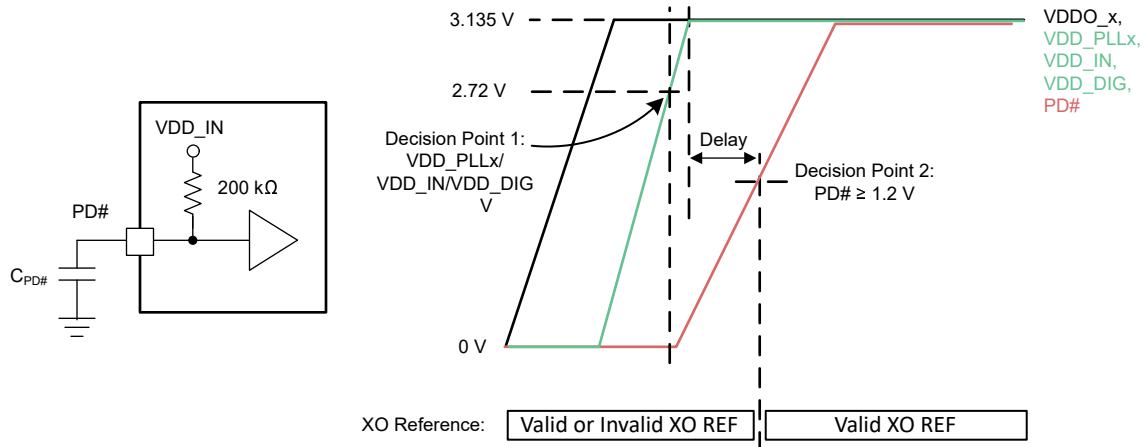 VDD_IN
200 kΩ
PD#
CPD#
3.135 V
2.72 V
0 V
Decision Point 1:
VDD_PLLx/
VDD_IN/VDD_DIG
V
Delay
Decision Point 2:
PD# ≥ 1.2 V
VDDO_x,
VDD_PLLx,
VDD_IN,
VDD_DIG,
PD#
XO Reference:
Valid or Invalid XO REF
Valid XO REF